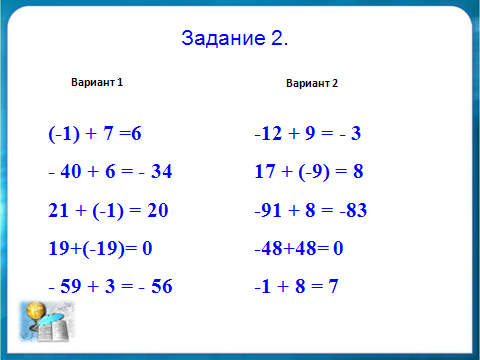 Задание 2.
Вариант 1
(-1) + 7 =6
- 40 + 6 = - 34
21 + (-1) = 20
19+(-19)= 0
- 59 + 3 = - 56
Вариант 2
-12 + 9 = - 3
17 + (-9) = 8
-91 + 8 = -83
-48+48= 0
-1 + 8 = 7